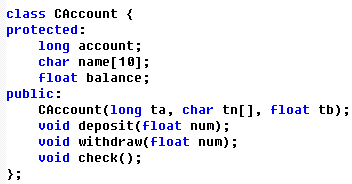 class CAccount {
protected:
    long account;
    char name[10];
    float balance;
public:
    CAccount(long ta, char tn[], float tb);
    void deposit(float num);
    void withdraw(float num);
    void check();
};